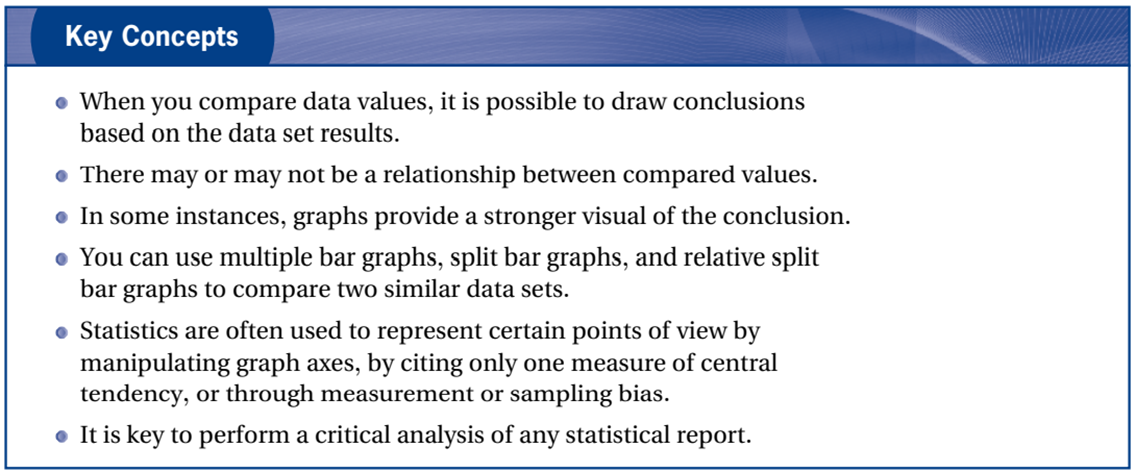 Key Concepts
• When you compare data values, it is possible to draw conclusions
based on the data set results.
• There may or may not be a relationship between compared values.
• In some instances, graphs provide a stronger visual of the conclusion.
• You can use multiple bar graphs, split bar graphs, and relative split
bar graphs to compare two similar data sets.
• Statistics are often used to represent certain points of view by
manipulating graph axes, by citing only one measure of central
tendency, or through measurement or sampling bias.
• It is key to perform a critical analysis of any statistical report.